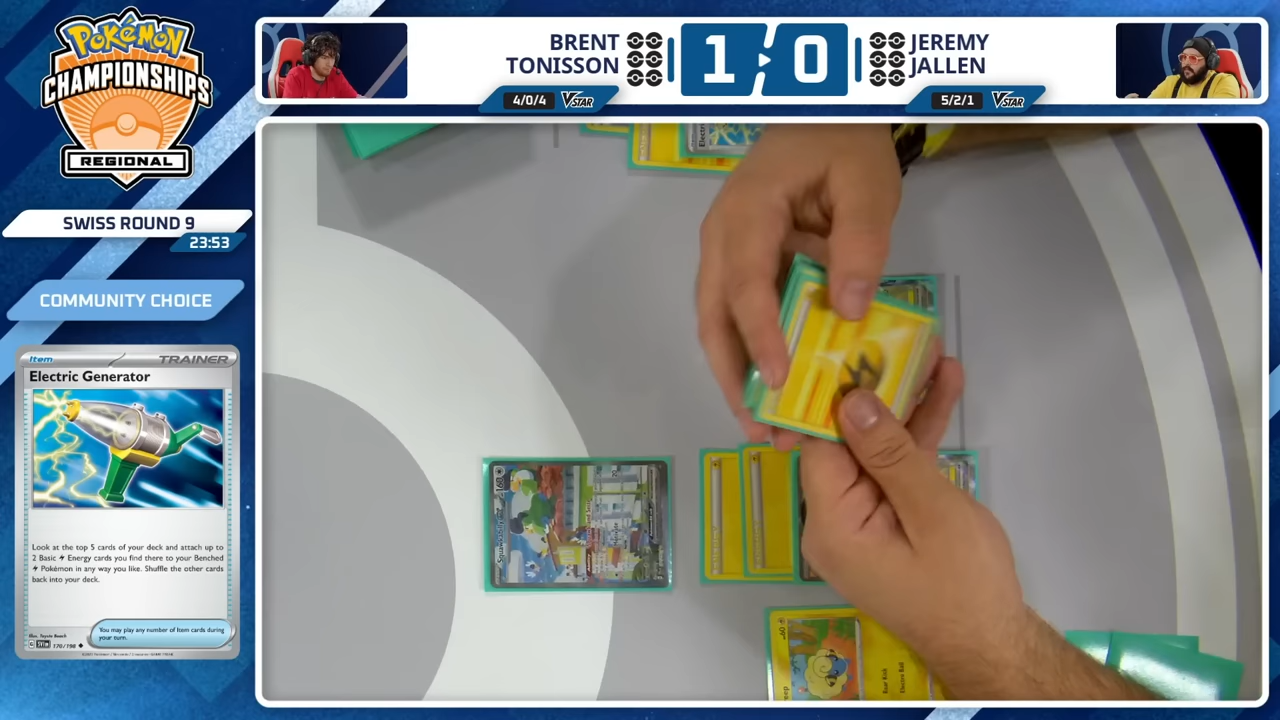 Pokémon
CHAMPIONSHIPS
REGIONAL
SWISS ROUND 9
23:53
COMMUNITY CHOICE
Item
TRAINER
Electric Generator
Look at the top 5 cards of your deck and attach up to
2 Basic Energy cards you find there to your Benched
Pokémon in any way you like. Shuffle the other cards
back into your deck.
You may play any number of Item cards during
your turn.
170/198
BRENT
TONISSON
4/0/4
VSTAR
1
0
JEREMY
JALLEN
5/2/1
VSTAR
Electric Ball